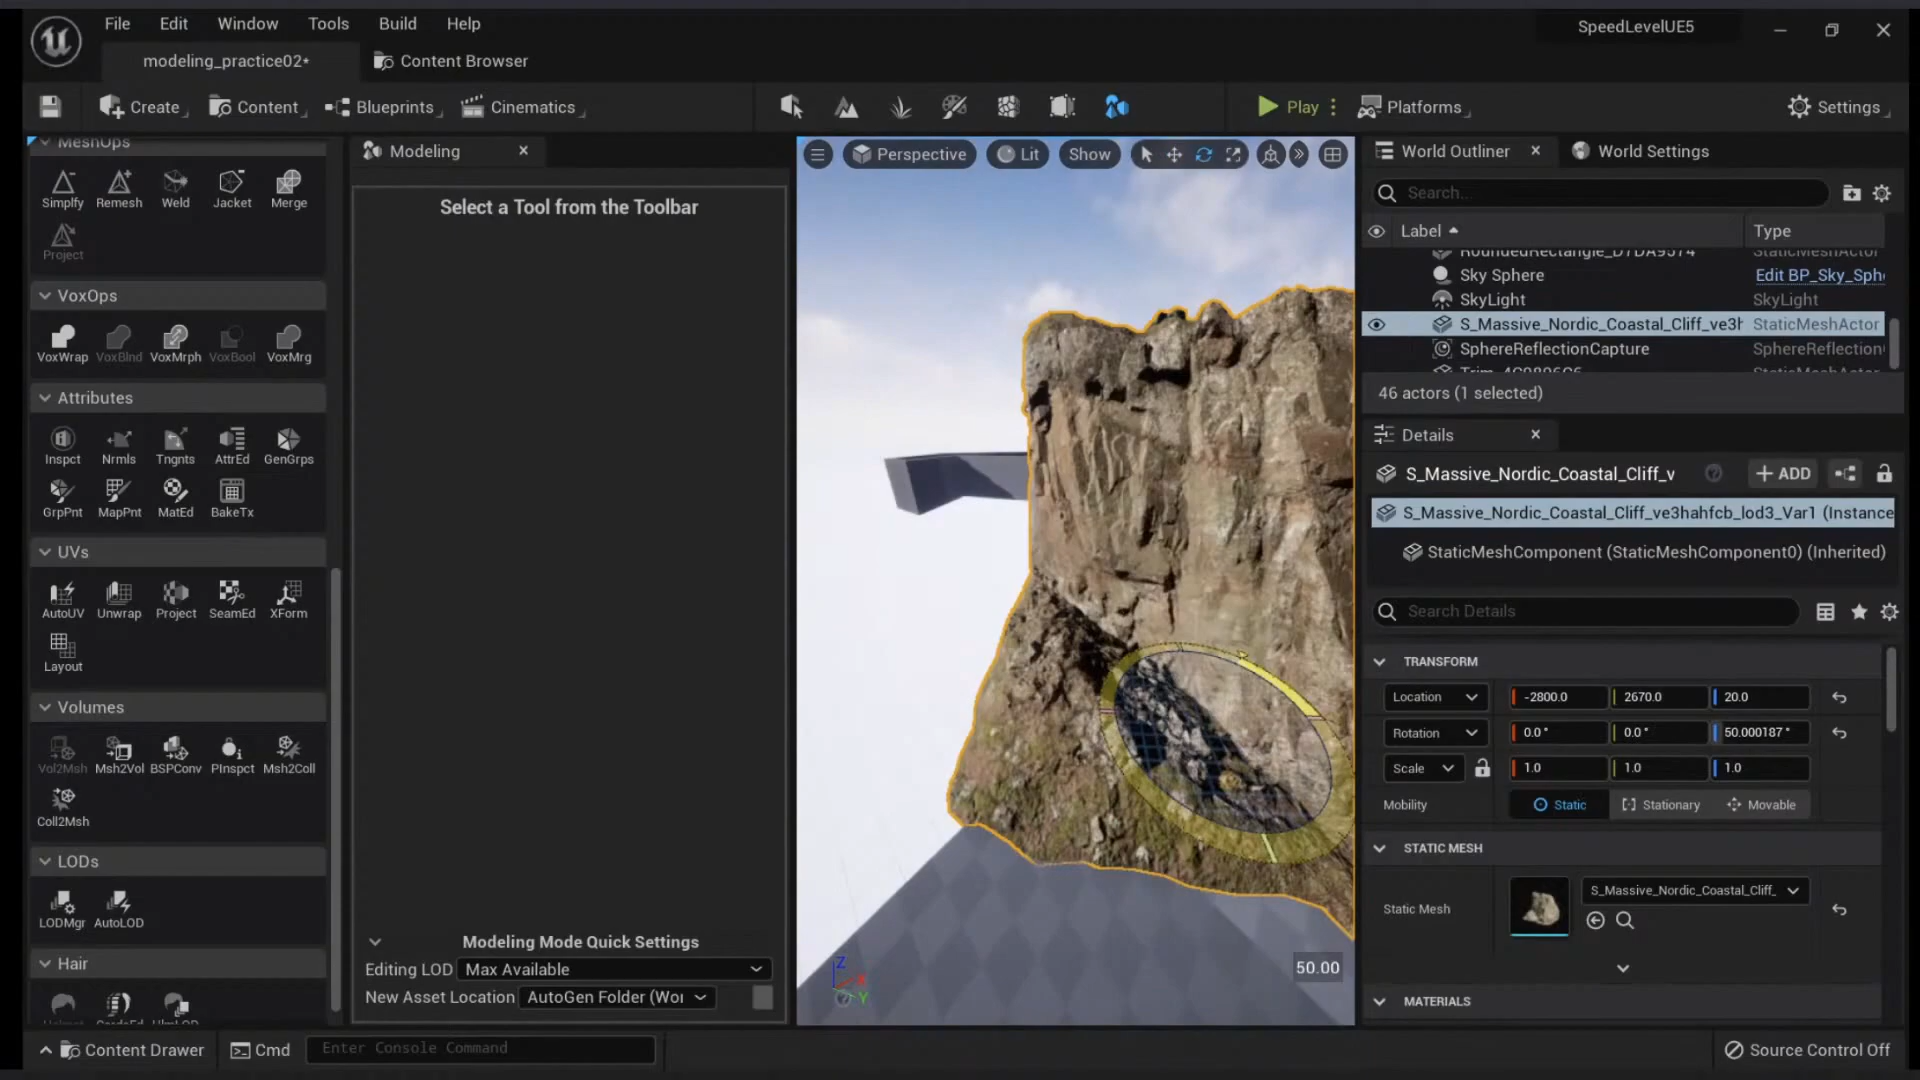 File Edit Window Tools Build Help
SpeedLevelUE5
modeling_practice02*
Content Browser
Create
Content
Blueprints
Cinematics
Play
Platforms
Settings
MeshOps
Simplfy Remesh Weld Jacket Merge
Project
VoxOps
VoxWrap VoxBlnd VoxMrph VoxBool VoxMrg
Attributes
Inspct Nrmls Tngnts AttrEd GenGrps
GrpPnt MapPnt MatEd BakeTx
UVs
AutoUV Unwrap Project SeamEd XForm
Layout
Volumes
Vol2Msh Msh2Vol BSPConv PInspct Msh2Coll
Coll2Msh
LODs
LODMgr AutoLOD
Hair
Modeling
Select a Tool from the Toolbar
Modeling Mode Quick Settings
Editing LOD Max Available
New Asset Location AutoGen Folder (Wor
Perspective Lit Show
Z
X
Y
50.00
World Outliner
World Settings
Search...
Label Type
RoundedRectangle_D7DA9574 StaticMeshActor
Sky Sphere Edit BP_Sky_Sph
SkyLight SkyLight
S_Massive_Nordic_Coastal_Cliff_ve3h StaticMeshActor
SphereReflectionCapture SphereReflection
46 actors (1 selected)
Details
S_Massive_Nordic_Coastal_Cliff_v
ADD
S_Massive_Nordic_Coastal_Cliff_ve3hahfcb_lod3_Var1 (Instance
StaticMeshComponent (StaticMeshComponent0) (Inherited)
Search Details
TRANSFORM
Location -2800.0 2670.0 20.0
Rotation 0.0° 0.0° 50.000187°
Scale 1.0 1.0 1.0
Mobility Static Stationary Movable
STATIC MESH
Static Mesh
S_Massive_Nordic_Coastal_Cliff_
MATERIALS
Content Drawer
Cmd
Enter Console Command
Source Control Off